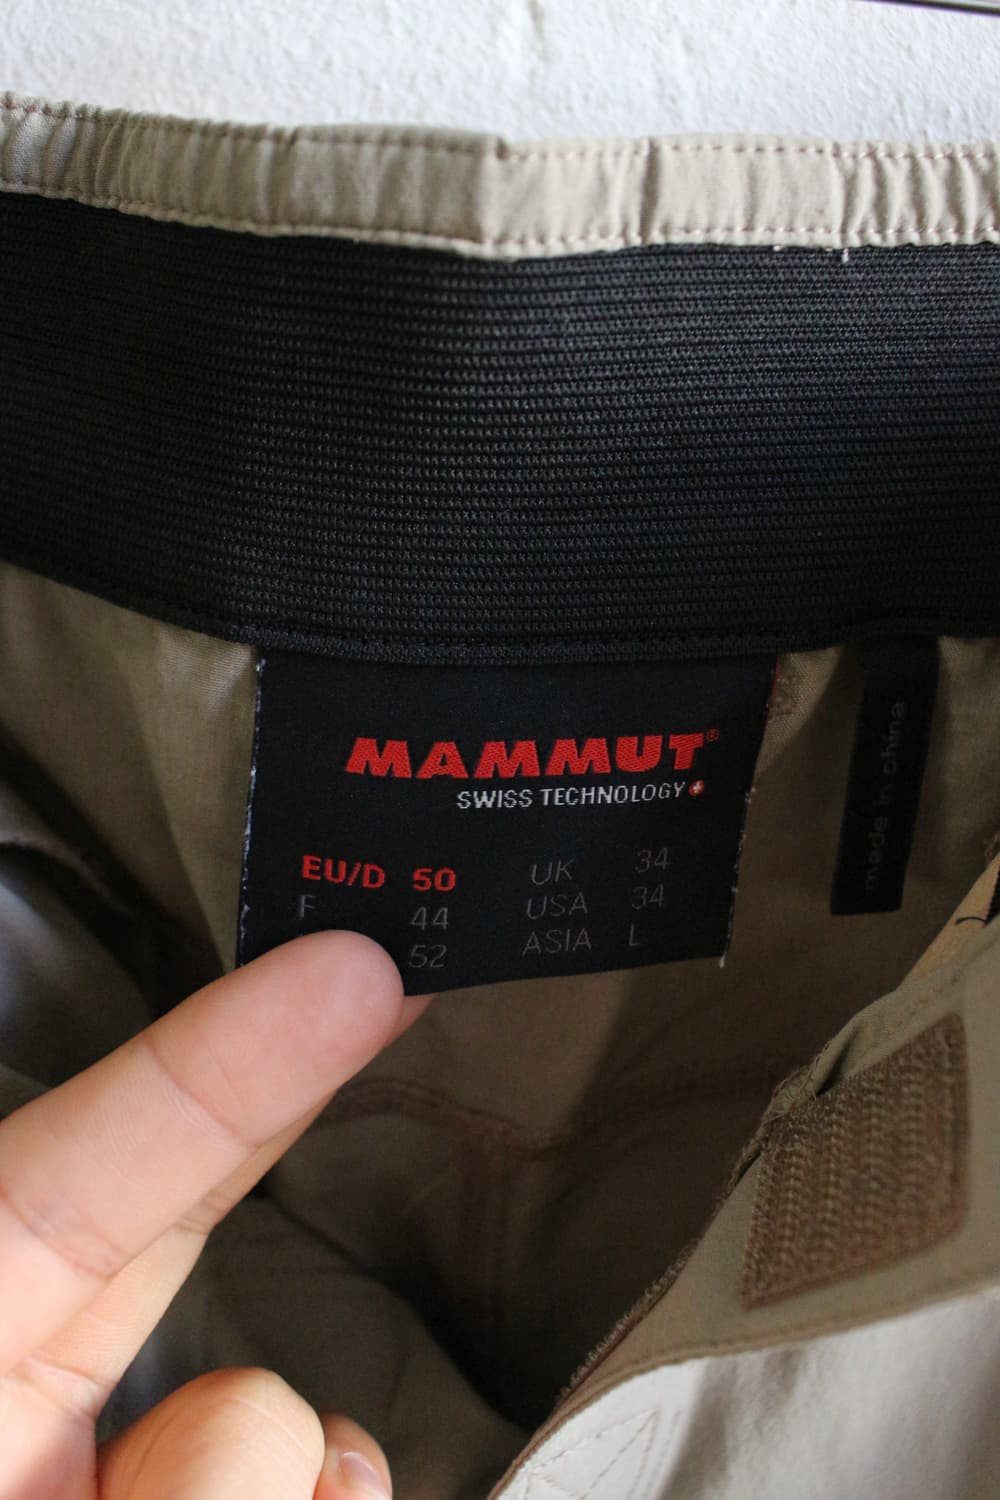 MAMMUT®
SWISS TECHNOLOGY
EU/D 50 UK 34
F 44 USA 34
52 ASIA L
made in china